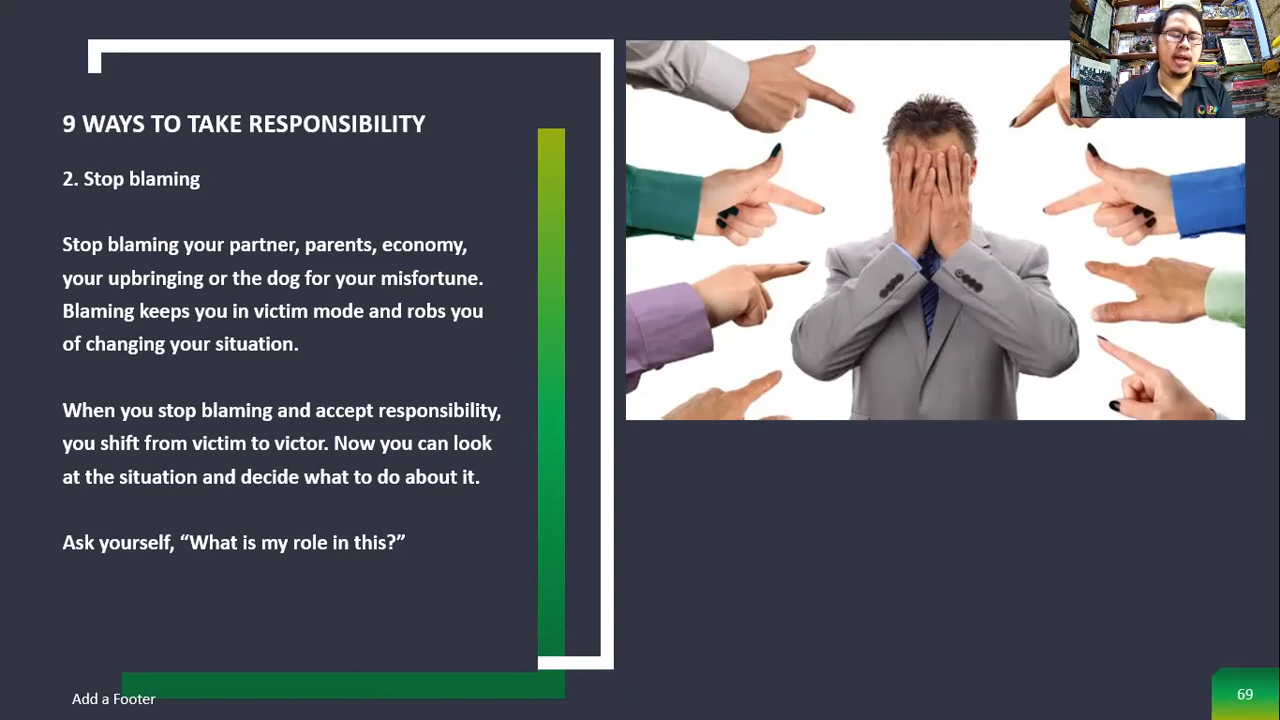 9 WAYS TO TAKE RESPONSIBILITY
2. Stop blaming
Stop blaming your partner, parents, economy,
your upbringing or the dog for your misfortune.
Blaming keeps you in victim mode and robs you
of changing your situation.
When you stop blaming and accept responsibility,
you shift from victim to victor. Now you can look
at the situation and decide what to do about it.
Ask yourself, “What is my role in this?”
Add a Footer
69